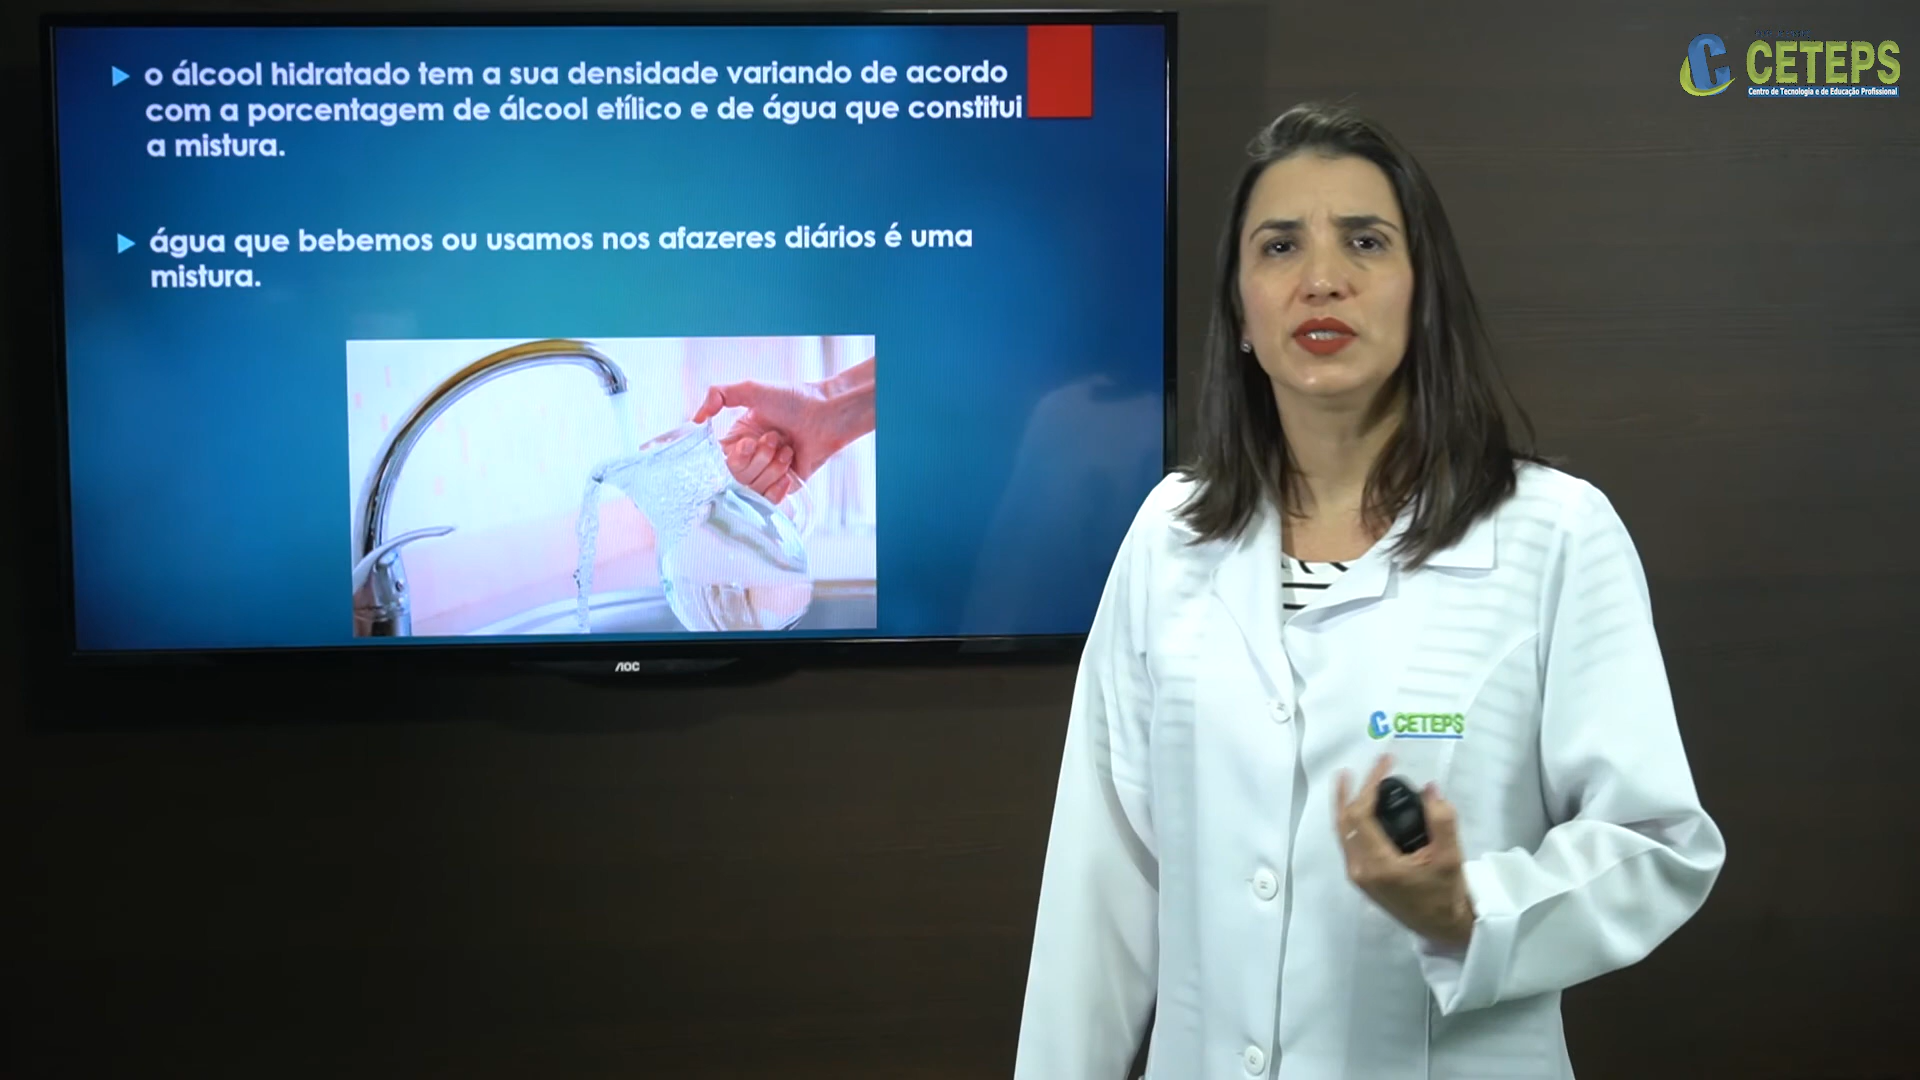 o álcool hidratado tem a sua densidade variando de acordo
com a porcentagem de álcool etílico e de água que constitui
a mistura.
água que bebemos ou usamos nos afazeres diários é uma
mistura.
AOC
CETEPS
Centro de Tecnologia e de Educação Profissional
CETEPS